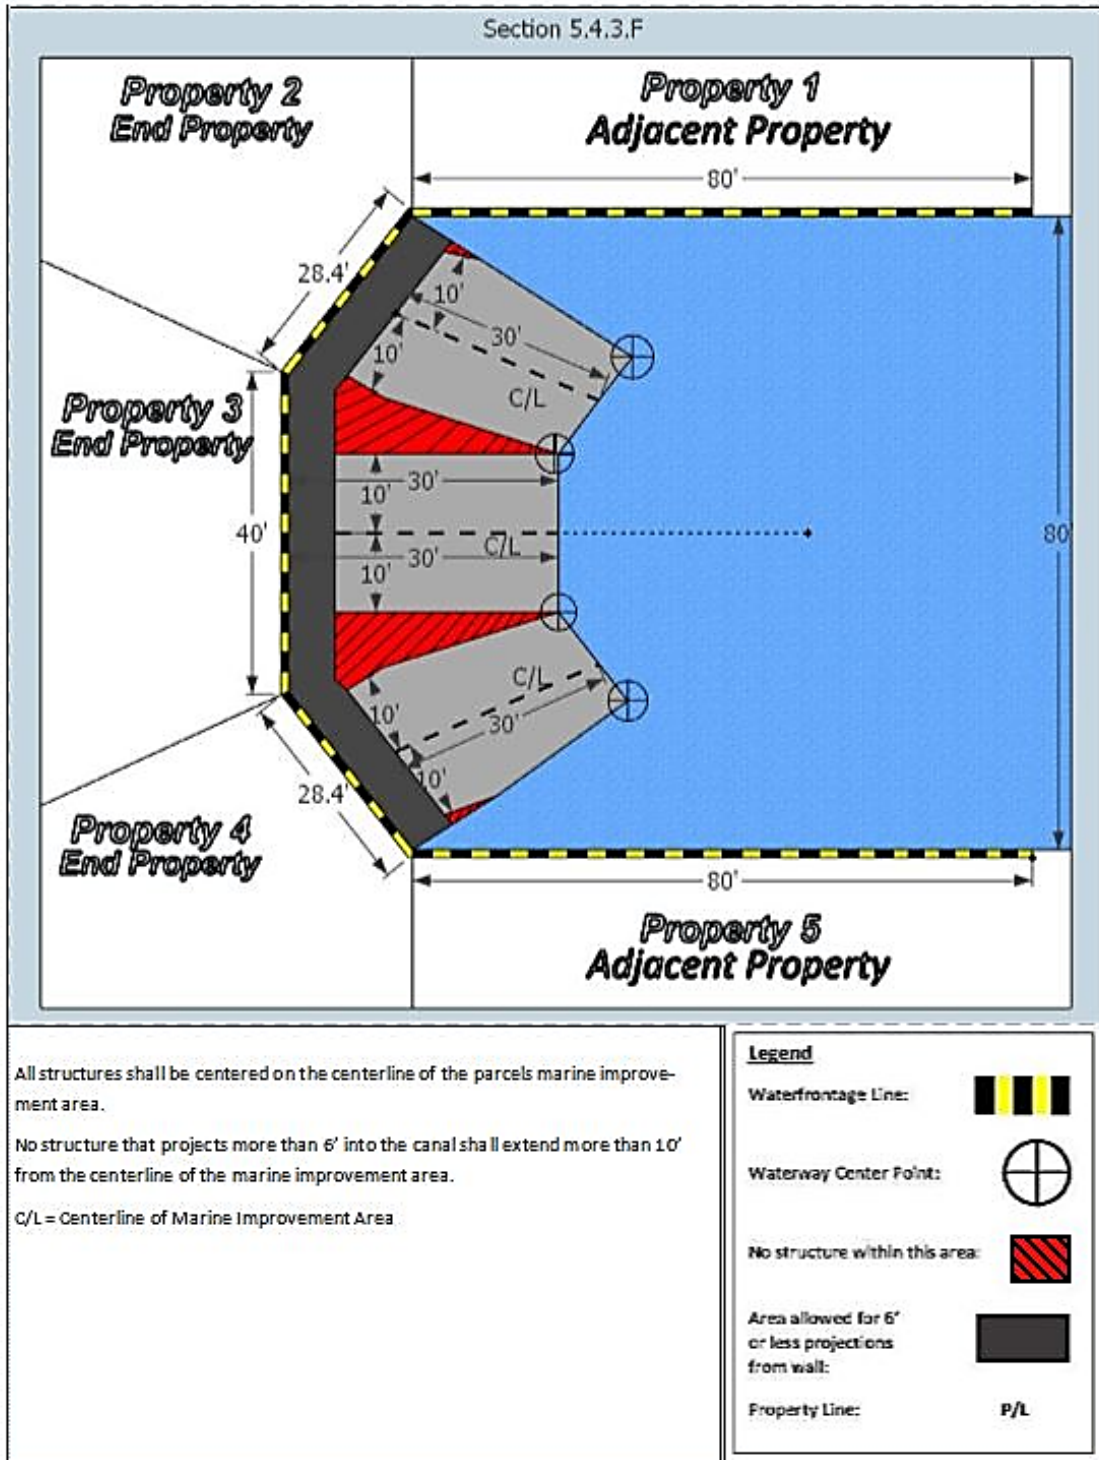 Section 5.4.3.F
Property 2
End Property
Property 1
Adjacent Property
80'
28.4'
10'
30'
10'
C/L
Property 3
End Property
10'
30'
40'
C/L
80'
30'
10'
C/L
10'
30'
10'
28.4'
Property 4
End Property
80'
Property 5
Adjacent Property
All structures shall be centered on the centerline of the parcels marine improve-
ment area.
No structure that projects more than 6' into the canal shall extend more than 10'
from the centerline of the marine improvement area.
C/L = Centerline of Marine Improvement Area
Legend
Waterfrontage Line:
Waterway Center Point:
No structure within this area:
Area allowed for 6'
or less projections
from wall:
Property Line: P/L